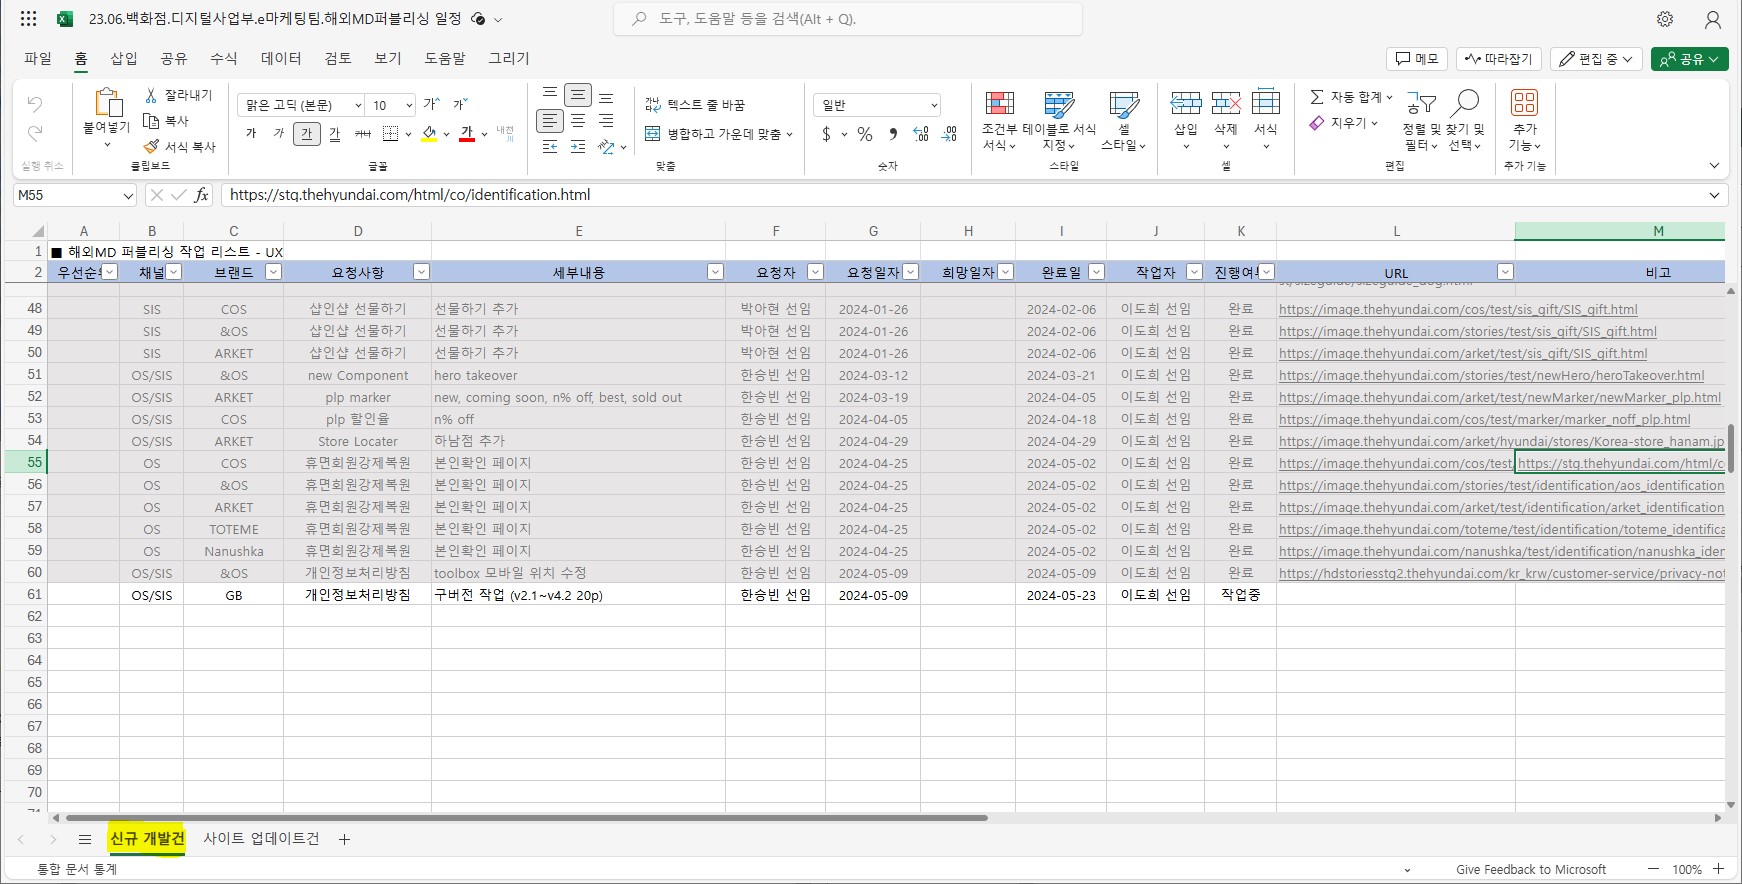 23.06.백화점.디지털사업부.e마케팅팀.해외MD퍼블리싱 일정
도구, 도움말 등을 검색(Alt + Q).
파일 홈 삽입 공유 수식 데이터 검토 보기 도움말 그리기
메모 따라잡기 편집 중 공유
붙여넣기 잘라내기 복사 서식 복사
맑은 고딕 (본문) 10 가 가
가 가 가 가 가나 가 내천
텍스트 줄 바꿈
병합하고 가운데 맞춤
일반
$ % 9
조건부 서식 테이블로 서식 지정 셀 스타일
삽입 삭제 서식
자동 합계 지우기 정렬 및 필터 찾기 및 선택
추가 기능
실행 취소 클립보드 글꼴 맞춤 숫자 스타일 셀 편집 추가 기능
M55 fx https://stg.thehyundai.com/html/co/identification.html
A B C D E F G H I J K L M
1 ■ 해외MD 퍼블리싱 작업 리스트 - UX
2 채널 브랜드 요청사항 세부내용 요청자 요청일자 희망일자 완료일 작업자 URL 비고
48 SIS COS 샵인샵 선물하기 선물하기 추가 박아현 선임 2024-01-26 2024-02-06 이도희 선임 완료 https://image.thehyundai.com/cos/test/sis_gift/SIS_gift.html
49 SIS &OS 샵인샵 선물하기 선물하기 추가 박아현 선임 2024-01-26 2024-02-06 이도희 선임 완료 https://image.thehyundai.com/stories/test/sis_gift/SIS_gift.html
50 SIS ARKET 샵인샵 선물하기 선물하기 추가 박아현 선임 2024-01-26 2024-02-06 이도희 선임 완료 https://image.thehyundai.com/arket/test/sis_gift/SIS_gift.html
51 OS/SIS &OS new Component hero takeover 한승빈 선임 2024-03-12 2024-03-21 이도희 선임 완료 https://image.thehyundai.com/stories/test/newHero/heroTakeover.html
52 OS/SIS ARKET plp marker new, coming soon, n% off, best, sold out 한승빈 선임 2024-03-19 2024-04-05 이도희 선임 완료 https://image.thehyundai.com/arket/test/newMarker/newMarker_plp.html
53 OS/SIS COS plp 할인율 n% off 한승빈 선임 2024-04-05 2024-04-18 이도희 선임 완료 https://image.thehyundai.com/cos/test/marker/marker_noff_plp.html
54 OS/SIS ARKET Store Locater 하남점 추가 한승빈 선임 2024-04-29 2024-04-29 이도희 선임 완료 https://image.thehyundai.com/arket/hyundai/stores/Korea-store_hanam.jp
55 OS COS 휴면회원강제복원 본인확인 페이지 한승빈 선임 2024-04-25 2024-05-02 이도희 선임 완료 https://image.thehyundai.com/cos/test/ https://stg.thehyundai.com/html/c
56 OS &OS 휴면회원강제복원 본인확인 페이지 한승빈 선임 2024-04-25 2024-05-02 이도희 선임 완료 https://image.thehyundai.com/stories/test/identification/aos_identification
57 OS ARKET 휴면회원강제복원 본인확인 페이지 한승빈 선임 2024-04-25 2024-05-02 이도희 선임 완료 https://image.thehyundai.com/arket/test/identification/arket_identification
58 OS TOTEME 휴면회원강제복원 본인확인 페이지 한승빈 선임 2024-04-25 2024-05-02 이도희 선임 완료 https://image.thehyundai.com/toteme/test/identification/toteme_identifica
59 OS Nanushka 휴면회원강제복원 본인확인 페이지 한승빈 선임 2024-04-25 2024-05-02 이도희 선임 완료 https://image.thehyundai.com/nanushka/test/identification/nanushka_iden
60 OS/SIS &OS 개인정보처리방침 toolbox 모바일 위치 수정 한승빈 선임 2024-05-09 2024-05-09 이도희 선임 완료 https://hdstoriesstg2.thehyundai.com/kr_krw/customer-service/privacy-not
61 OS/SIS GB 개인정보처리방침 구버전 작업 (v2.1~v4.2 20p) 한승빈 선임 2024-05-09 2024-05-23 이도희 선임 작업중
62
63
64
65
66
67
68
69
70
신규 개발건 사이트 업데이트건
통합 문서 통계 Give Feedback to Microsoft 100%